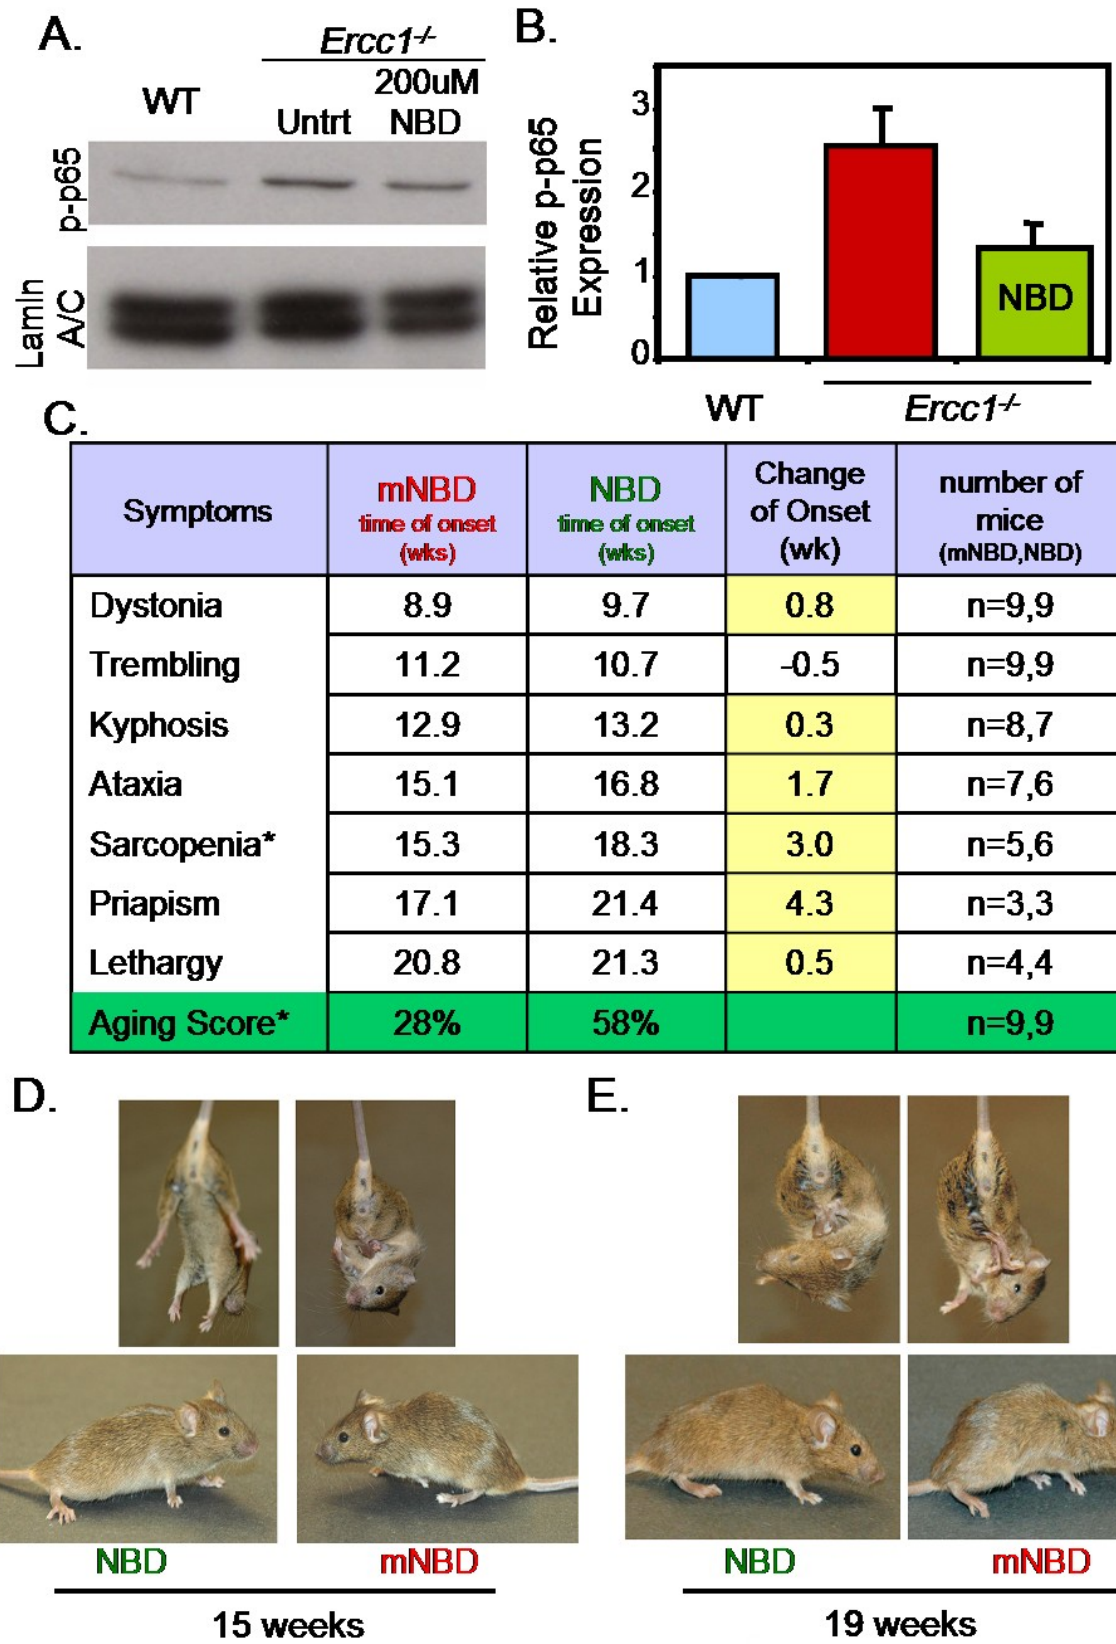 A.
Ercc1-/-
WT
Untrt
200uM
NBD
p-p65
Lamin
A/C
B.
Relative p-p65
Expression
3
2
1
0
NBD
WT
Ercc1-/-
C.
Symptoms
mNBD
time of onset
(wks)
NBD
time of onset
(wks)
Change
of Onset
(wk)
number of
mice
(mNBD,NBD)
Dystonia 8.9 9.7 0.8 n=9,9
Trembling 11.2 10.7 -0.5 n=9,9
Kyphosis 12.9 13.2 0.3 n=8,7
Ataxia 15.1 16.8 1.7 n=7,6
Sarcopenia* 15.3 18.3 3.0 n=5,6
Priapism 17.1 21.4 4.3 n=3,3
Lethargy 20.8 21.3 0.5 n=4,4
Aging Score* 28% 58% n=9,9
D.
NBD
mNBD
15 weeks
E.
NBD
mNBD
19 weeks